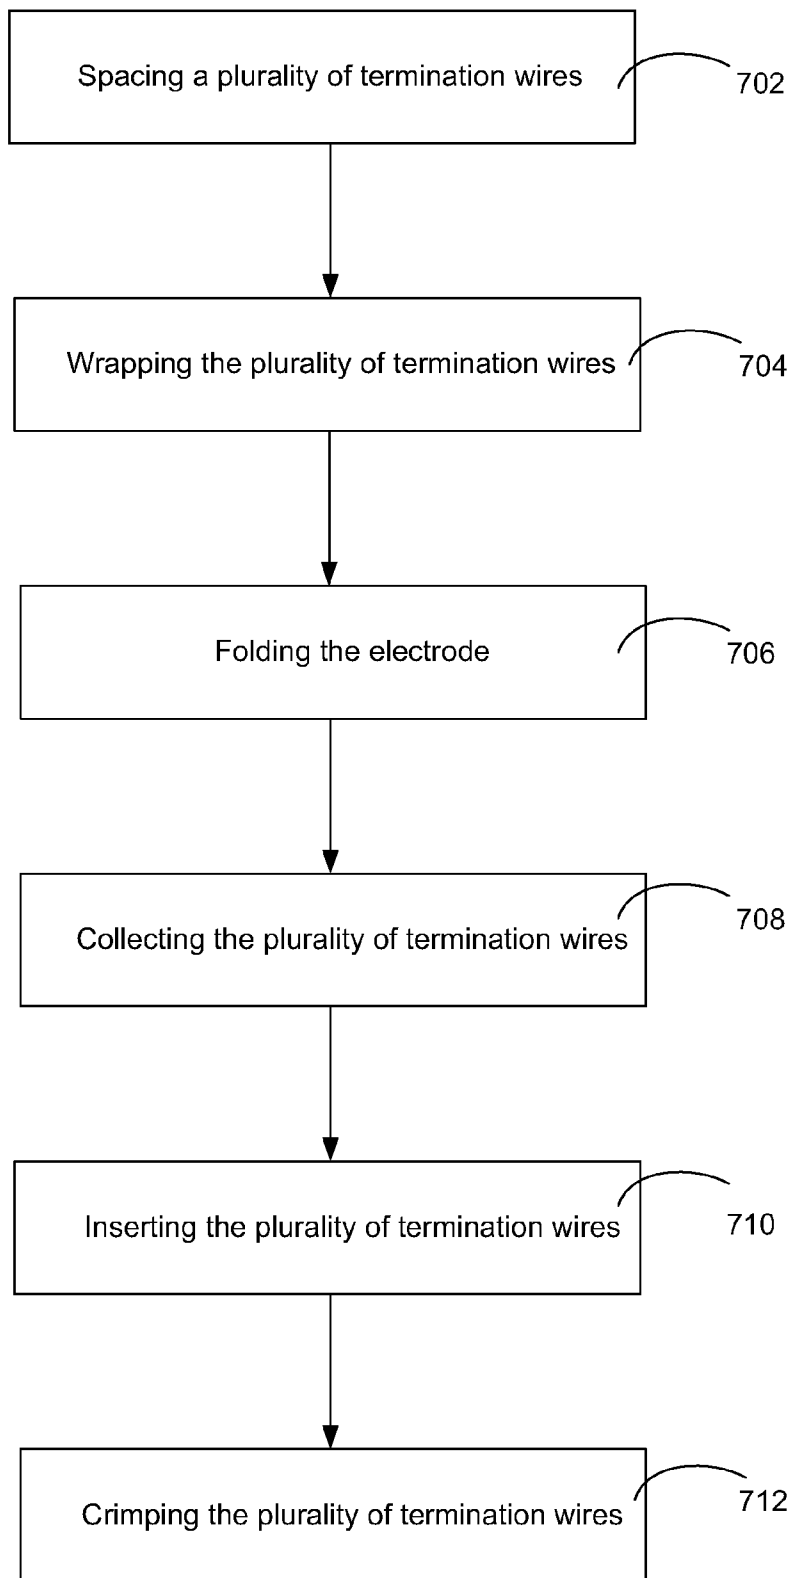 Spacing a plurality of termination wires
702
Wrapping the plurality of termination wires
704
Folding the electrode
706
Collecting the plurality of termination wires
708
Inserting the plurality of termination wires
710
Crimping the plurality of termination wires
712